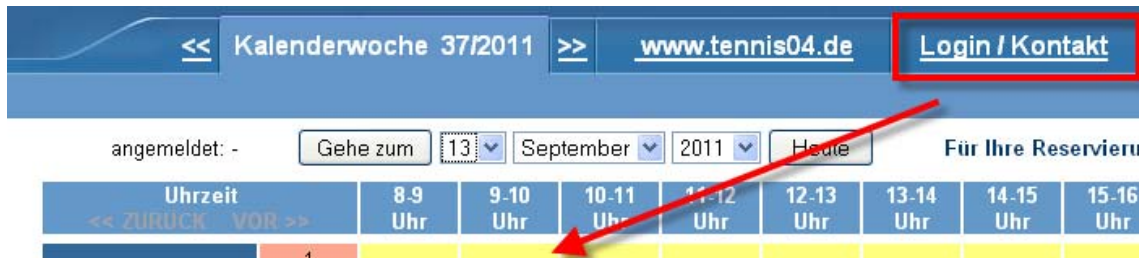 << Kalenderwoche 37/2011 >> www.tennis04.de Login / Kontakt
angemeldet: - Gehe zum 13 September 2011 Heute Für Ihre Reservieru
Uhrzeit 8-9 9-10 10-11 11-12 12-13 13-14 14-15 15-16
<< ZURÜCK VOR >> Uhr Uhr Uhr Uhr Uhr Uhr Uhr Uhr
1